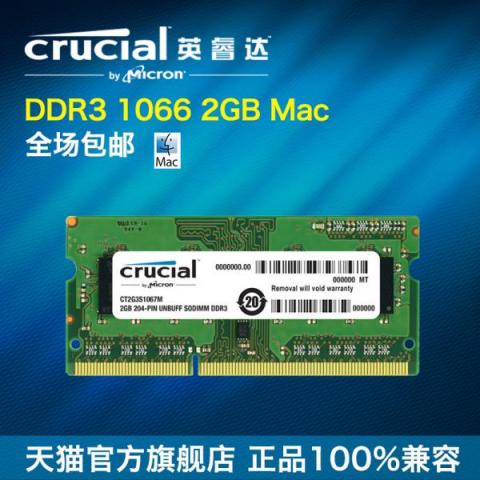 crucial 英睿达
by Micron
DDR3 1066 2GB Mac
全场包邮
Mac
crucial
by Micron
0000000.00
000000 MT
Removal will void warranty
CT2G3S1067M
2GB 204-PIN UNBUFF SODIMM DDR3
20
000000
天猫官方旗舰店 正品100%兼容